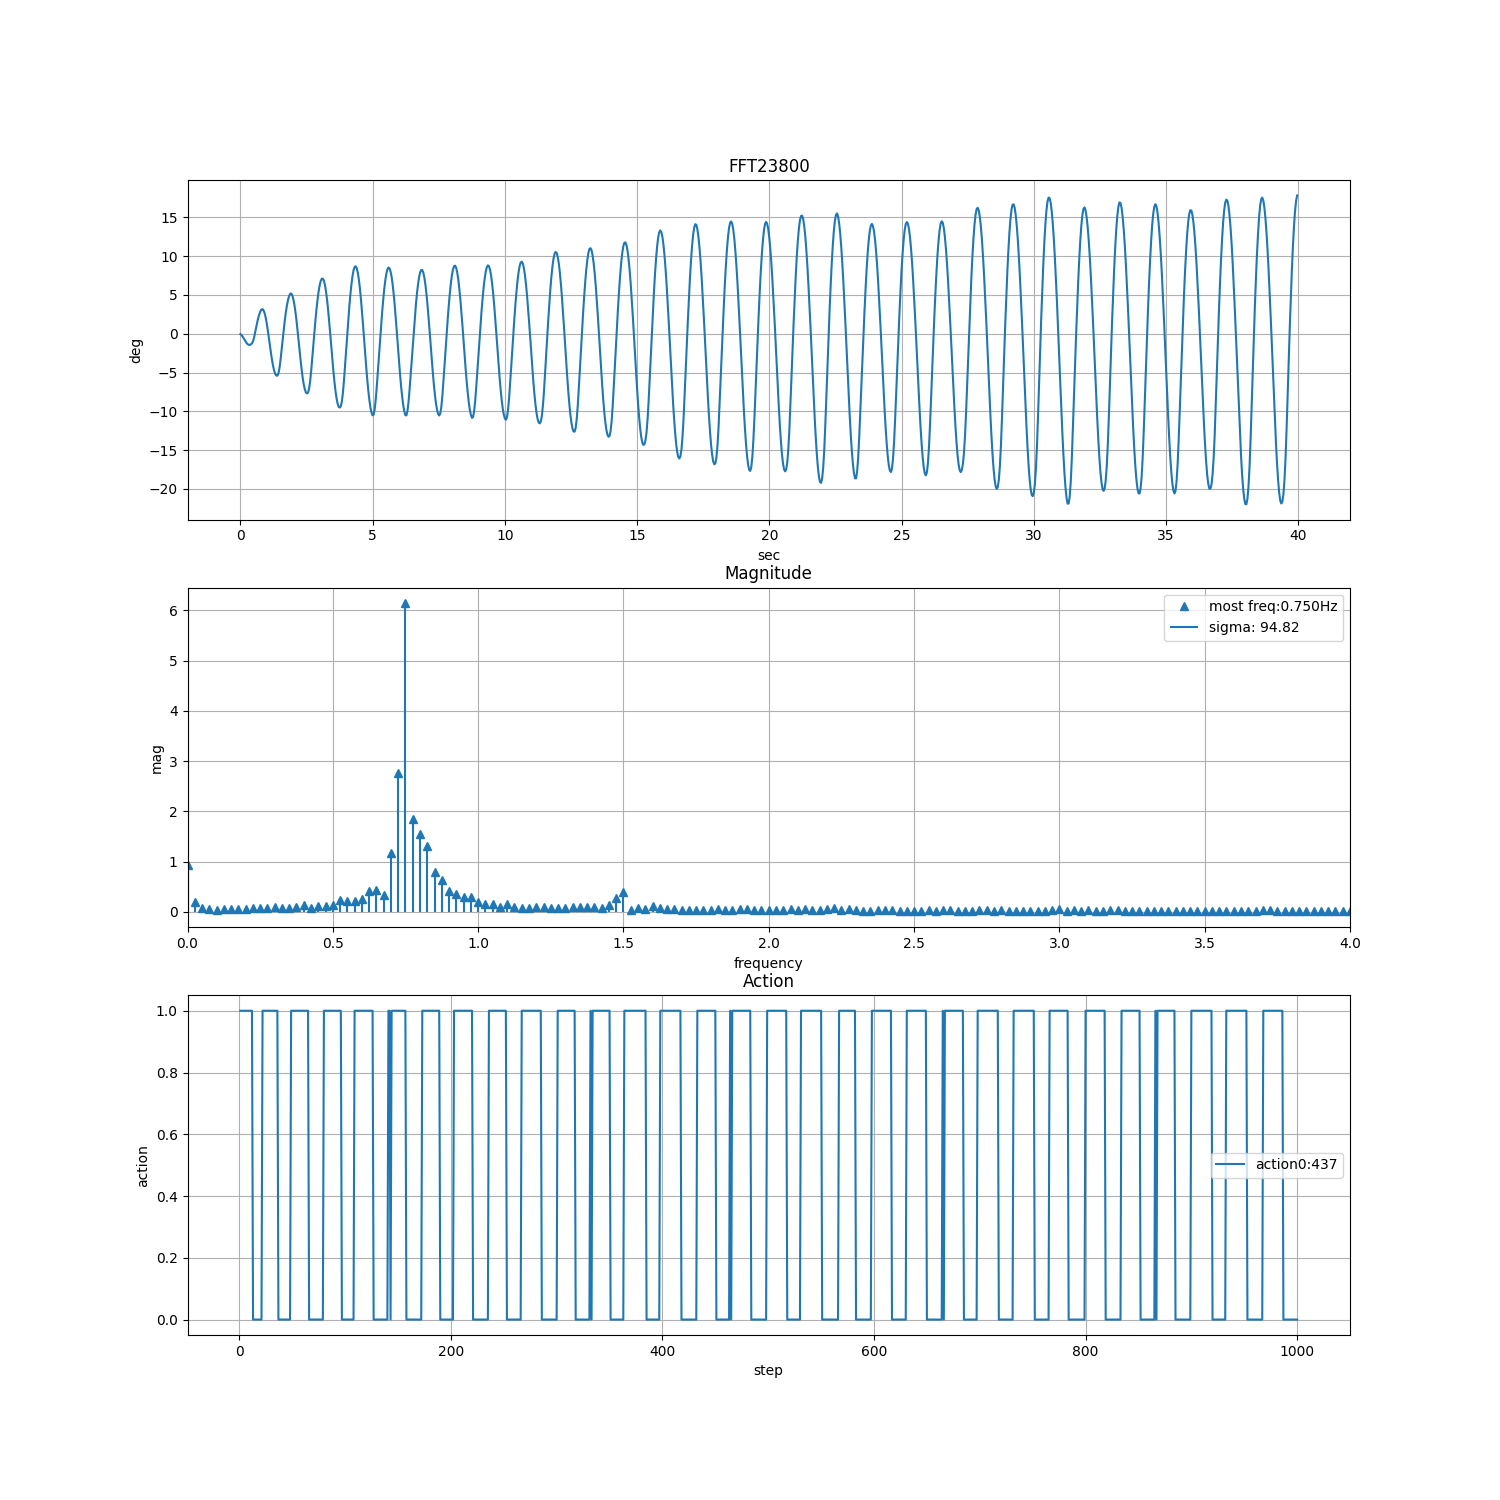 FFT23800
15
10
5
0
−5
−10
−15
−20
deg
0 5 10 15 20 25 30 35 40
sec
Magnitude
6
5
4
3
2
1
0
mag
most freq:0.750Hz
sigma: 94.82
0.0 0.5 1.0 1.5 2.0 2.5 3.0 3.5 4.0
frequency
Action
1.0
0.8
0.6
0.4
0.2
0.0
action
action0:437
0 200 400 600 800 1000
step